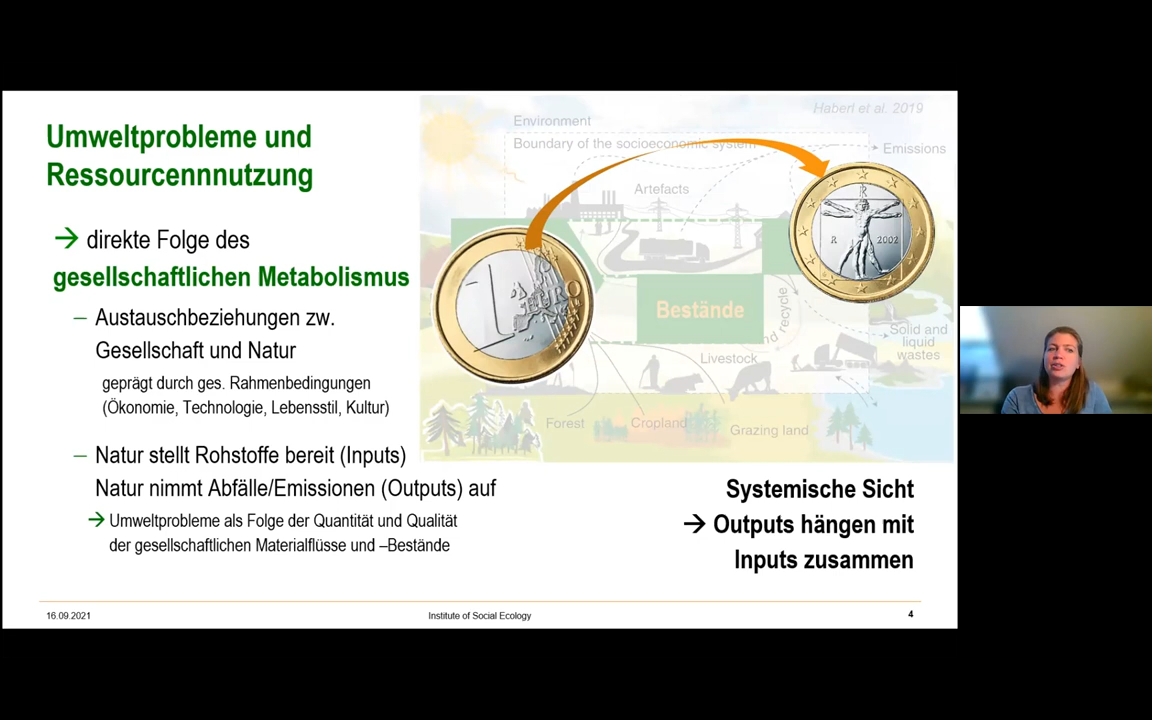 Umweltprobleme und
Ressourcennnutzung
→ direkte Folge des
gesellschaftlichen Metabolismus
– Austauschbeziehungen zw.
Gesellschaft und Natur
geprägt durch ges. Rahmenbedingungen
(Ökonomie, Technologie, Lebensstil, Kultur)
– Natur stellt Rohstoffe bereit (Inputs)
Natur nimmt Abfälle/Emissionen (Outputs) auf
→ Umweltprobleme als Folge der Quantität und Qualität
der gesellschaftlichen Materialflüsse und –Bestände
Haberl et al. 2019
Environment
Boundary of the socioeconomic system
Emissions
Artefacts
1 EURO
R
R 2002
Bestände
recycle
Solid and
liquid
wastes
Livestock
Forest
Cropland
Grazing land
Systemische Sicht
→ Outputs hängen mit
Inputs zusammen
16.09.2021
Institute of Social Ecology
4